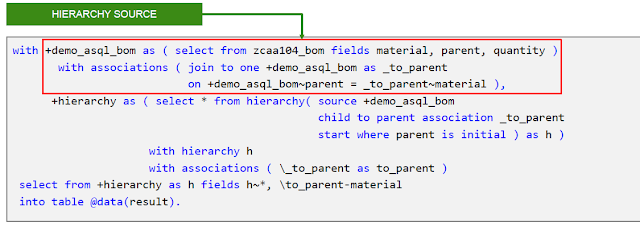 HIERARCHY SOURCE
with +demo_asql_bom as ( select from zcaa104_bom fields material, parent, quantity )
with associations ( join to one +demo_asql_bom as _to_parent
on +demo_asql_bom~parent = _to_parent~material ),
+hierarchy as ( select * from hierarchy( source +demo_asql_bom
child to parent association _to_parent
start where parent is initial ) as h )
with hierarchy h
with associations ( \_to_parent as to_parent )
select from +hierarchy as h fields h~*, \to_parent-material
into table @data(result).